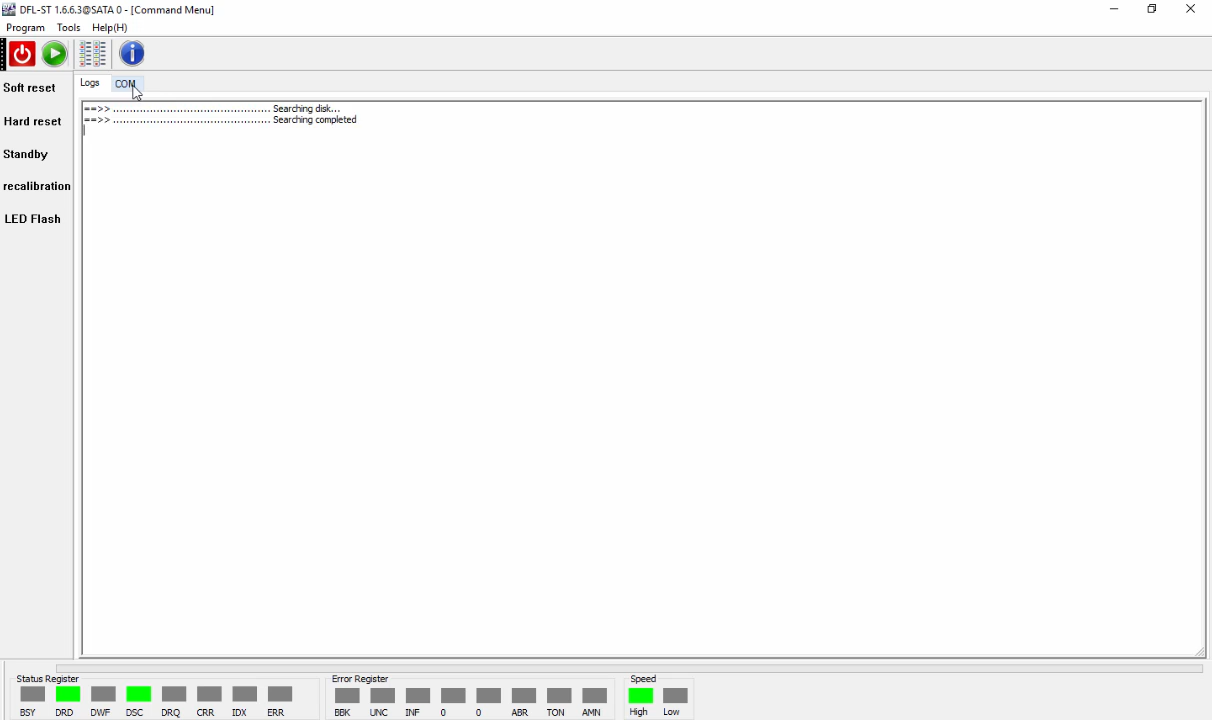 DFL-ST 1.6.6.3@SATA 0 - [Command Menu]
Program Tools Help(H)
Soft reset
Logs COM
==>> ............................................... Searching disk...
==>> ............................................... Searching completed
Hard reset
Standby
recalibration
LED Flash
Status Register
BSY DRD DWF DSC DRQ CRR IDX ERR
Error Register
BBK UNC INF 0 0 ABR TON AMN
Speed
High Low